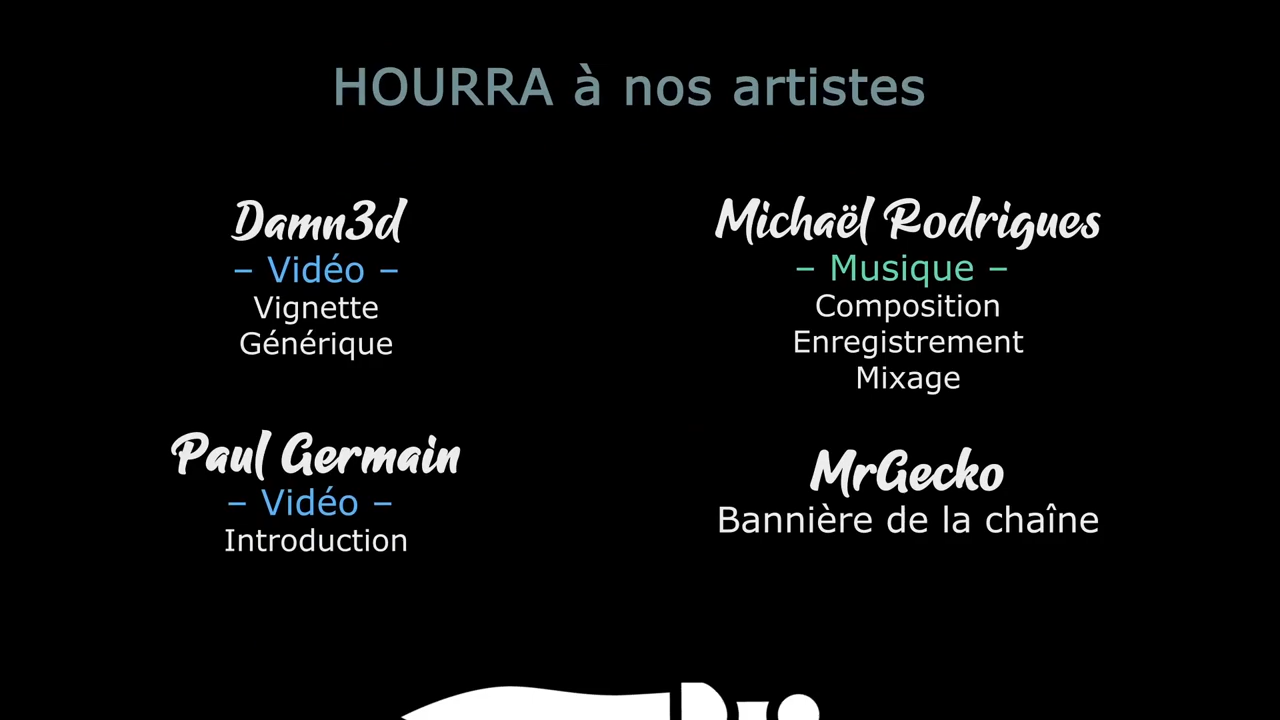 HOURRA à nos artistes
Damn3d
– Vidéo –
Vignette
Générique
Michaël Rodrigues
– Musique –
Composition
Enregistrement
Mixage
Paul Germain
– Vidéo –
Introduction
MrGecko
Bannière de la chaîne